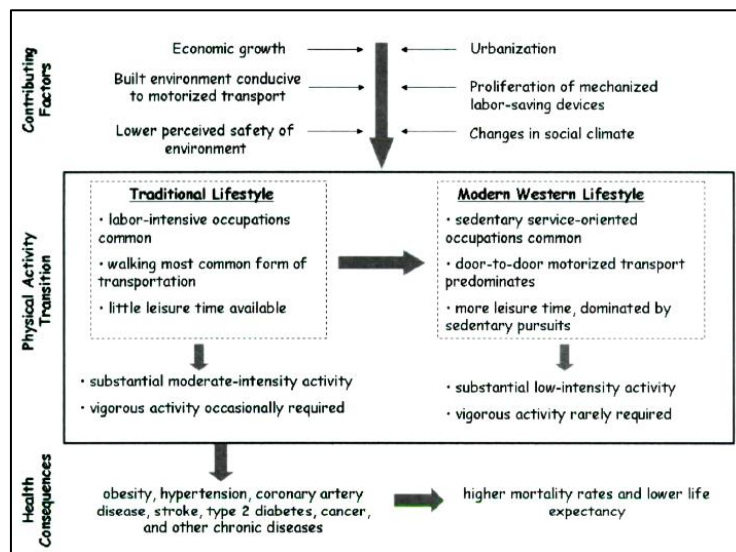 Contributing
Factors
Economic growth
Urbanization
Built environment conducive
to motorized transport
Proliferation of mechanized
labor-saving devices
Lower perceived safety of
environment
Changes in social climate
Physical Activity
Transition
Traditional Lifestyle
· labor-intensive occupations
common
· walking most common form of
transportation
· little leisure time available
Modern Western Lifestyle
· sedentary service-oriented
occupations common
· door-to-door motorized transport
predominates
· more leisure time, dominated by
sedentary pursuits
· substantial moderate-intensity activity
· vigorous activity occasionally required
· substantial low-intensity activity
· vigorous activity rarely required
Health
Consequences
obesity, hypertension, coronary artery
disease, stroke, type 2 diabetes, cancer,
and other chronic diseases
higher mortality rates and lower life
expectancy